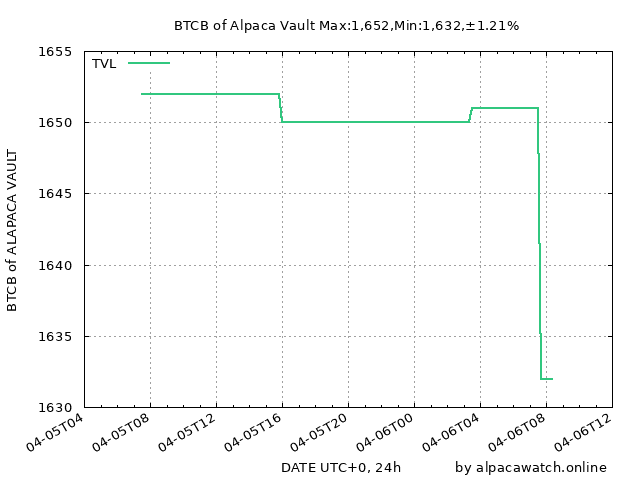 BTCB of Alpaca Vault Max:1,652,Min:1,632,±1.21%
TVL
1655
1650
1645
1640
1635
1630
BTCB of ALAPACA VAULT
04-05T04
04-05T08
04-05T12
04-05T16
04-05T20
04-06T00
04-06T04
04-06T08
04-06T12
DATE UTC+0, 24h
by alpacawatch.online